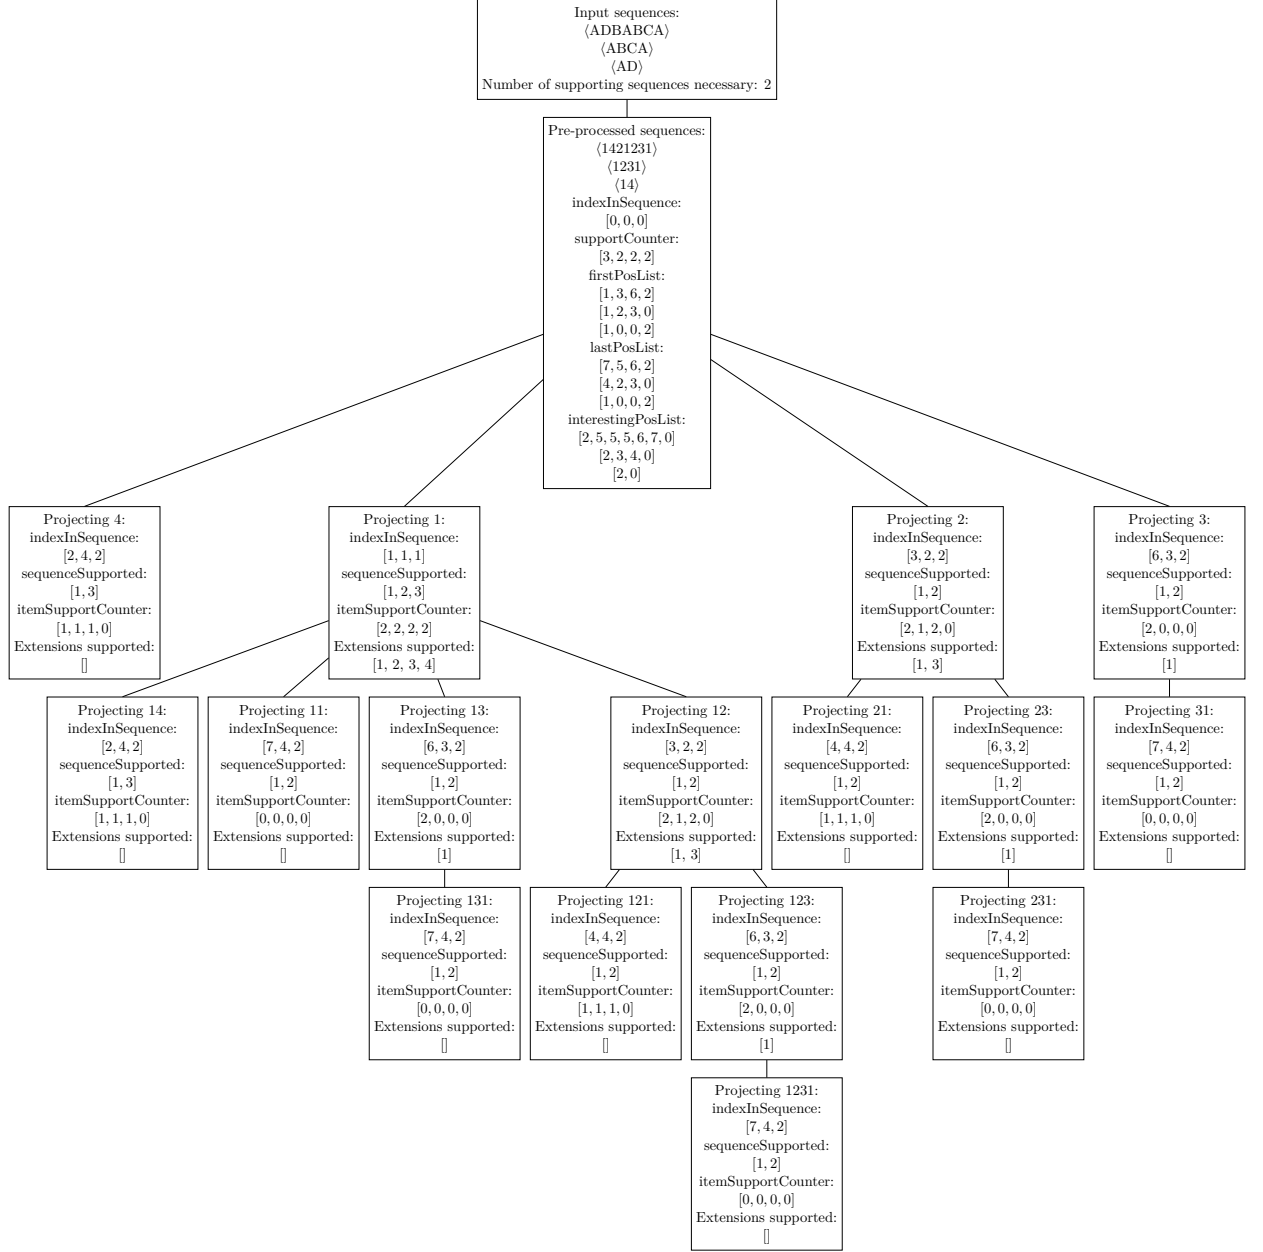 Input sequences:
⟨ADBABCA⟩
⟨ABCA⟩
⟨AD⟩
Number of supporting sequences necessary: 2
Pre-processed sequences:
⟨1421231⟩
⟨1231⟩
⟨14⟩
indexInSequence:
[0, 0, 0]
supportCounter:
[3, 2, 2, 2]
firstPosList:
[1, 3, 6, 2]
[1, 2, 3, 0]
[1, 0, 0, 2]
lastPosList:
[7, 5, 6, 2]
[4, 2, 3, 0]
[1, 0, 0, 2]
interestingPosList:
[2, 5, 5, 5, 6, 7, 0]
[2, 3, 4, 0]
[2, 0]
Projecting 4:
indexInSequence:
[2, 4, 2]
sequenceSupported:
[1, 3]
itemSupportCounter:
[1, 1, 1, 0]
Extensions supported:
[]
Projecting 1:
indexInSequence:
[1, 1, 1]
sequenceSupported:
[1, 2, 3]
itemSupportCounter:
[2, 2, 2, 2]
Extensions supported:
[1, 2, 3, 4]
Projecting 2:
indexInSequence:
[3, 2, 2]
sequenceSupported:
[1, 2]
itemSupportCounter:
[2, 1, 2, 0]
Extensions supported:
[1, 3]
Projecting 3:
indexInSequence:
[6, 3, 2]
sequenceSupported:
[1, 2]
itemSupportCounter:
[2, 0, 0, 0]
Extensions supported:
[1]
Projecting 14:
indexInSequence:
[2, 4, 2]
sequenceSupported:
[1, 3]
itemSupportCounter:
[1, 1, 1, 0]
Extensions supported:
[]
Projecting 11:
indexInSequence:
[7, 4, 2]
sequenceSupported:
[1, 2]
itemSupportCounter:
[0, 0, 0, 0]
Extensions supported:
[]
Projecting 13:
indexInSequence:
[6, 3, 2]
sequenceSupported:
[1, 2]
itemSupportCounter:
[2, 0, 0, 0]
Extensions supported:
[1]
Projecting 12:
indexInSequence:
[3, 2, 2]
sequenceSupported:
[1, 2]
itemSupportCounter:
[2, 1, 2, 0]
Extensions supported:
[1, 3]
Projecting 21:
indexInSequence:
[4, 4, 2]
sequenceSupported:
[1, 2]
itemSupportCounter:
[1, 1, 1, 0]
Extensions supported:
[]
Projecting 23:
indexInSequence:
[6, 3, 2]
sequenceSupported:
[1, 2]
itemSupportCounter:
[2, 0, 0, 0]
Extensions supported:
[1]
Projecting 31:
indexInSequence:
[7, 4, 2]
sequenceSupported:
[1, 2]
itemSupportCounter:
[0, 0, 0, 0]
Extensions supported:
[]
Projecting 131:
indexInSequence:
[7, 4, 2]
sequenceSupported:
[1, 2]
itemSupportCounter:
[0, 0, 0, 0]
Extensions supported:
[]
Projecting 121:
indexInSequence:
[4, 4, 2]
sequenceSupported:
[1, 2]
itemSupportCounter:
[1, 1, 1, 0]
Extensions supported:
[]
Projecting 123:
indexInSequence:
[6, 3, 2]
sequenceSupported:
[1, 2]
itemSupportCounter:
[2, 0, 0, 0]
Extensions supported:
[1]
Projecting 231:
indexInSequence:
[7, 4, 2]
sequenceSupported:
[1, 2]
itemSupportCounter:
[0, 0, 0, 0]
Extensions supported:
[]
Projecting 1231:
indexInSequence:
[7, 4, 2]
sequenceSupported:
[1, 2]
itemSupportCounter:
[0, 0, 0, 0]
Extensions supported:
[]